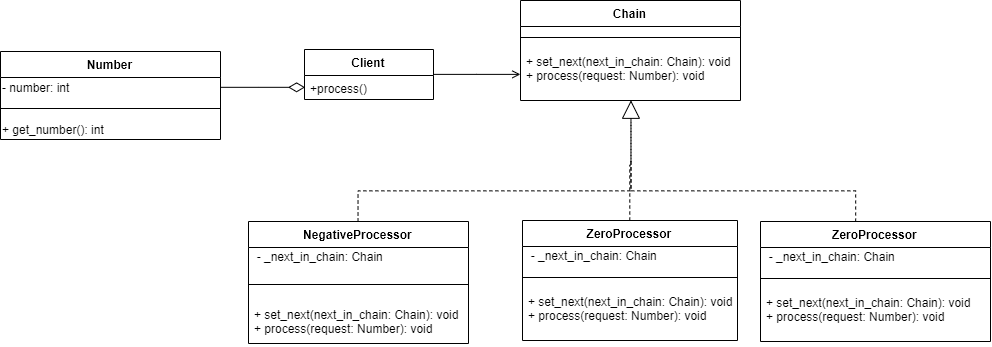 Chain
+ set_next(next_in_chain: Chain): void
+ process(request: Number): void
Client
+process()
Number
- number: int
+ get_number(): int
NegativeProcessor
- _next_in_chain: Chain
+ set_next(next_in_chain: Chain): void
+ process(request: Number): void
ZeroProcessor
- _next_in_chain: Chain
+ set_next(next_in_chain: Chain): void
+ process(request: Number): void
ZeroProcessor
- _next_in_chain: Chain
+ set_next(next_in_chain: Chain): void
+ process(request: Number): void